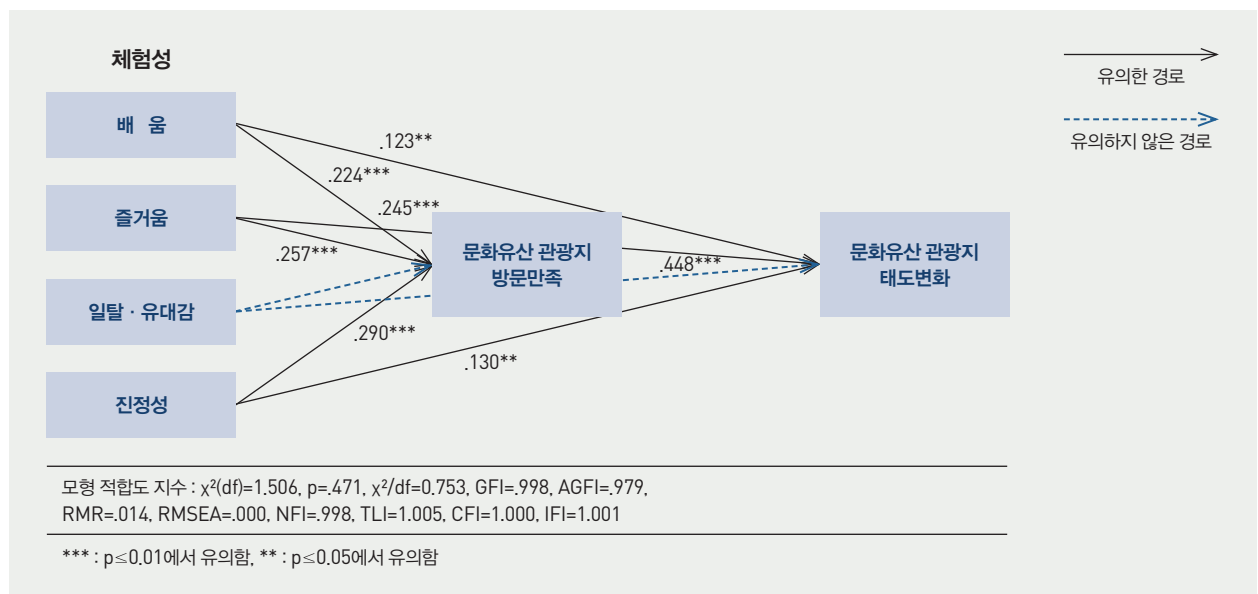 체험성
유의한 경로
유의하지 않은 경로
배 움
즐거움
일탈 · 유대감
진정성
.123**
.224***
.245***
.257***
.290***
.130**
문화유산 관광지
방문만족
.448***
문화유산 관광지
태도변화
모형 적합도 지수 : χ²(df)=1.506, p=.471, χ²/df=0.753, GFI=.998, AGFI=.979,
RMR=.014, RMSEA=.000, NFI=.998, TLI=1.005, CFI=1.000, IFI=1.001
*** : p≤0.01에서 유의함, ** : p≤0.05에서 유의함